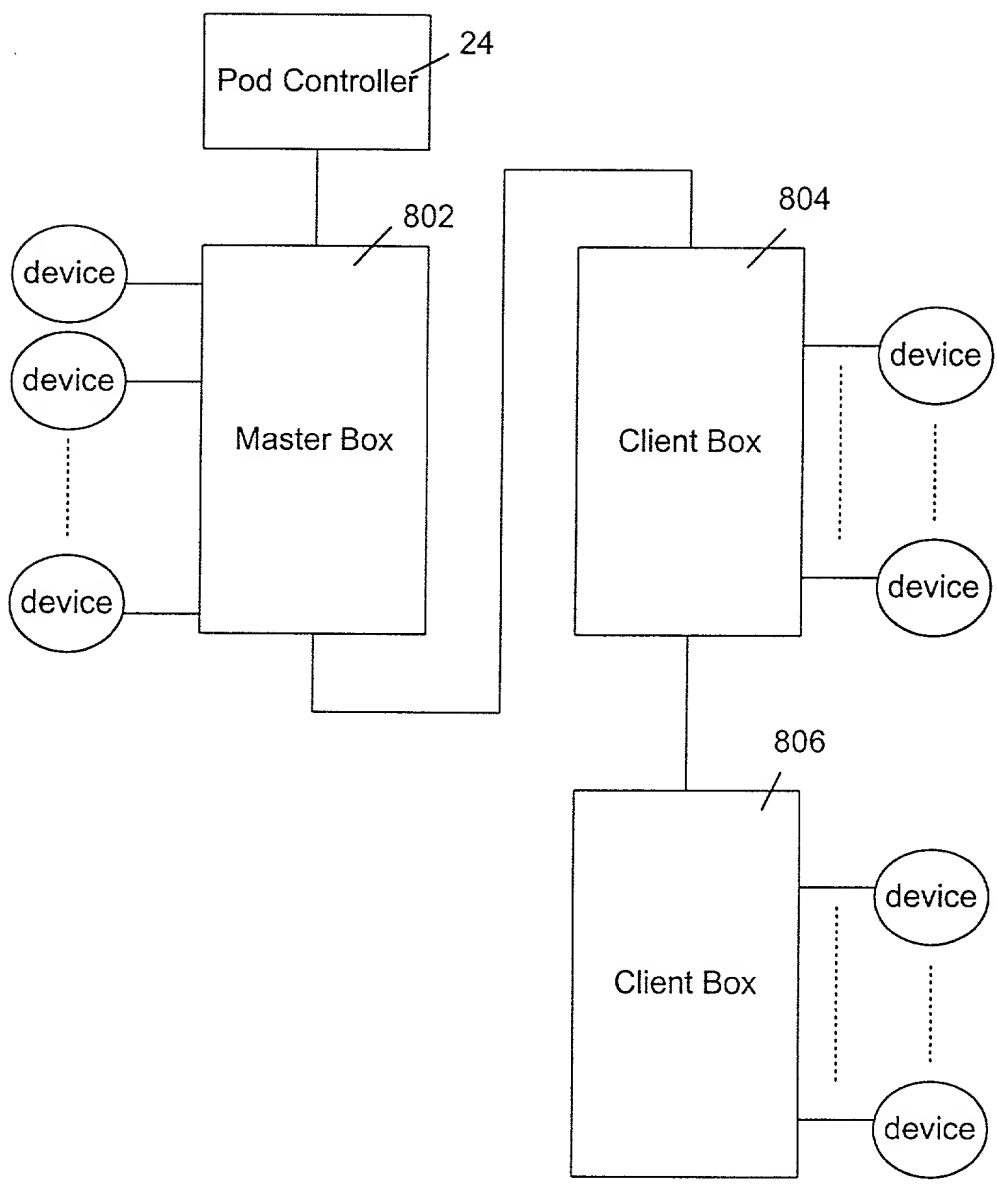 24
Pod Controller
802
804
device
device
device
Master Box
Client Box
device
device
device
806
device
Client Box
device